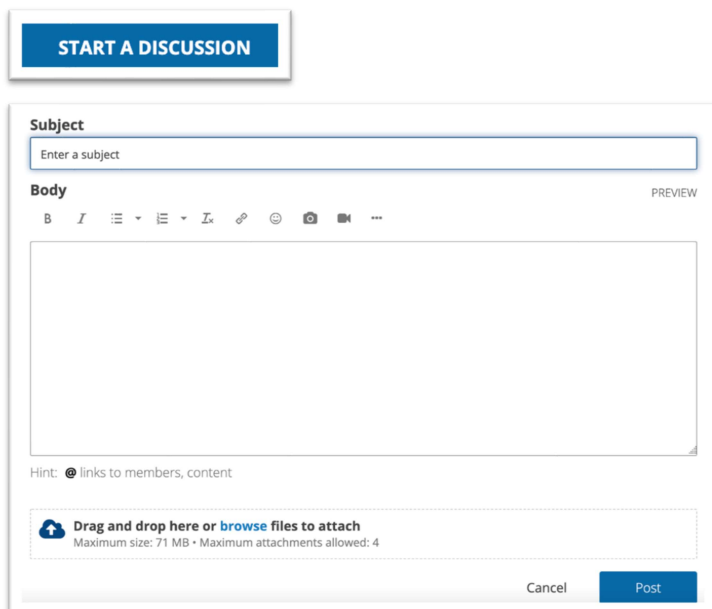 START A DISCUSSION
Subject
Enter a subject
Body
PREVIEW
B I
Hint: @ links to members, content
Drag and drop here or browse files to attach
Maximum size: 71 MB • Maximum attachments allowed: 4
Cancel Post